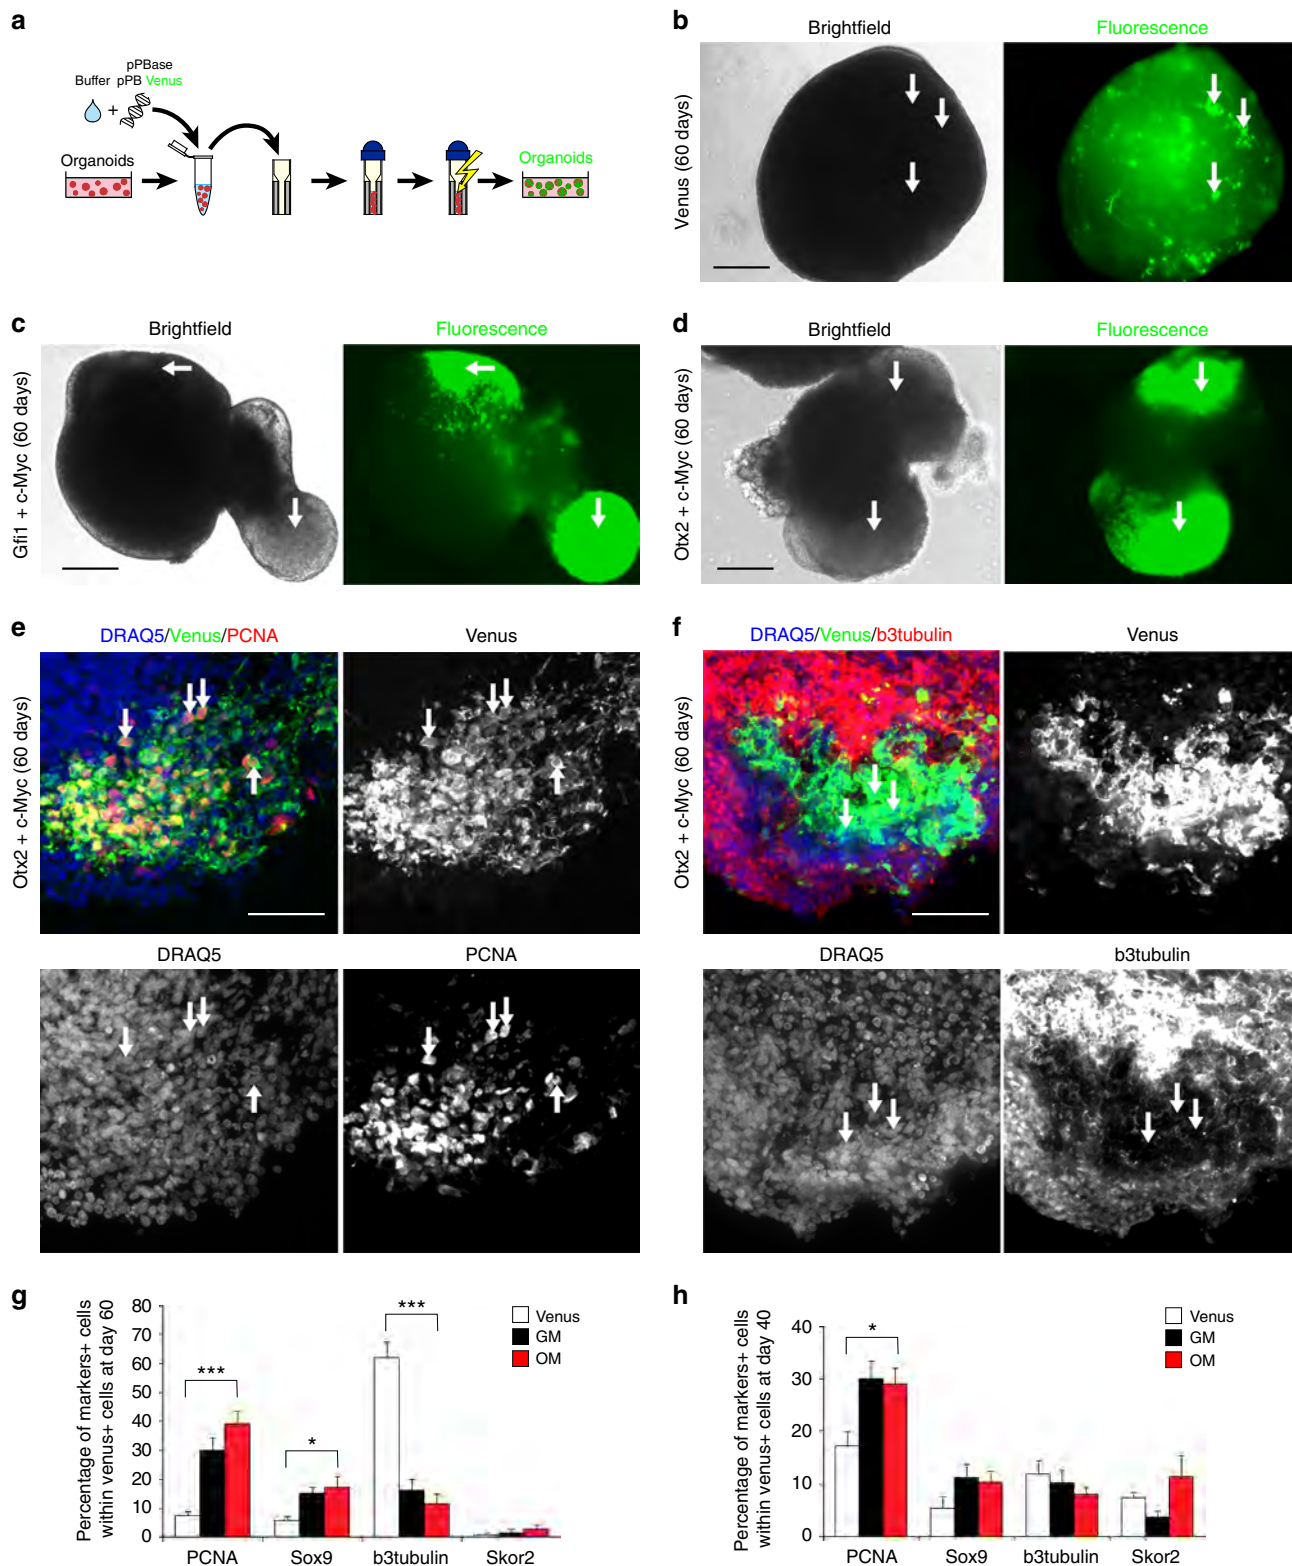 a
pPBase
Buffer pPB Venus
+
Organoids
Organoids
b
Brightfield
Fluorescence
Venus (60 days)
c
Brightfield
Fluorescence
Gfi1 + c-Myc (60 days)
d
Brightfield
Fluorescence
Otx2 + c-Myc (60 days)
e
DRAQ5/Venus/PCNA
Venus
Otx2 + c-Myc (60 days)
DRAQ5
PCNA
f
DRAQ5/Venus/b3tubulin
Venus
Otx2 + c-Myc (60 days)
DRAQ5
b3tubulin
g
Percentage of markers+ cells
within venus+ cells at day 60
80
70
60
50
40
30
20
10
0
***
*
***
Venus
GM
OM
PCNA
Sox9
b3tubulin
Skor2
h
Percentage of markers+ cells
within venus+ cells at day 40
40
30
20
10
0
*
Venus
GM
OM
PCNA
Sox9
b3tubulin
Skor2